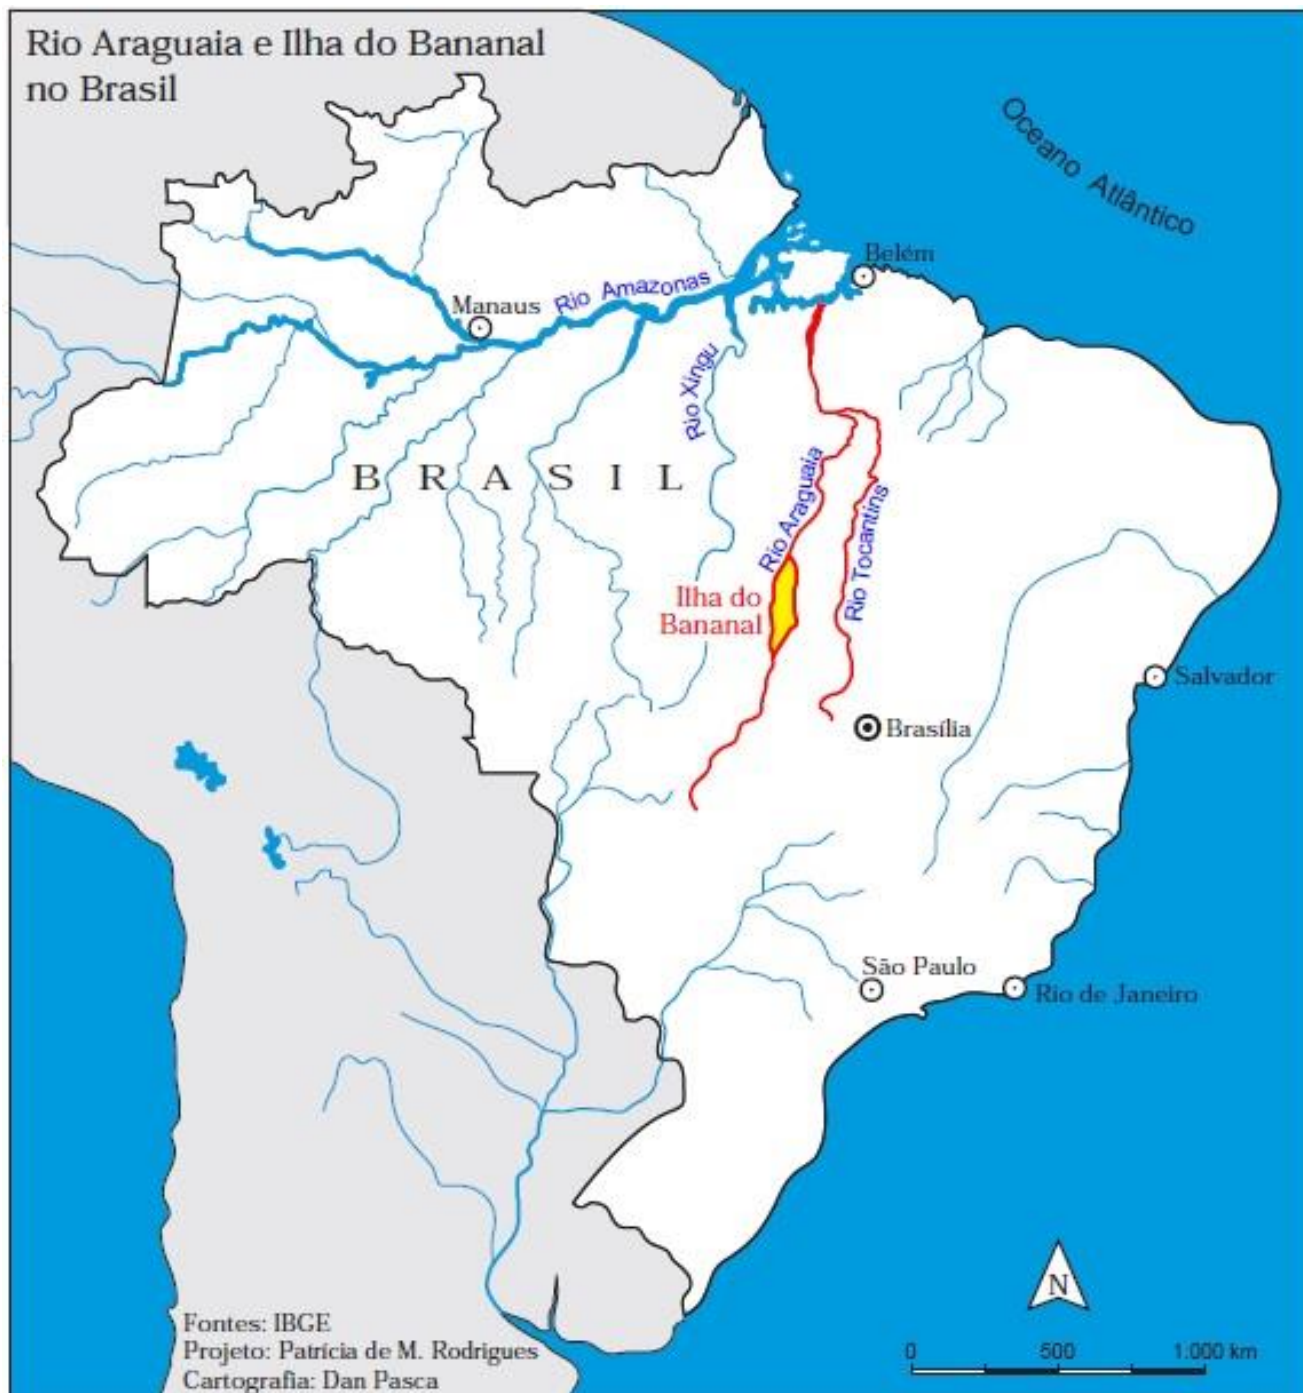 Rio Araguaia e Ilha do Bananal
no Brasil
Oceano Atlântico
Belém
Manaus
Rio Amazonas
Rio Xingu
BRASIL
Rio Araguaia
Rio Tocantins
Ilha do
Bananal
Salvador
Brasília
São Paulo
Rio de Janeiro
N
Fontes: IBGE
Projeto: Patrícia de M. Rodrigues
Cartografia: Dan Pasca
0 500 1:000 km